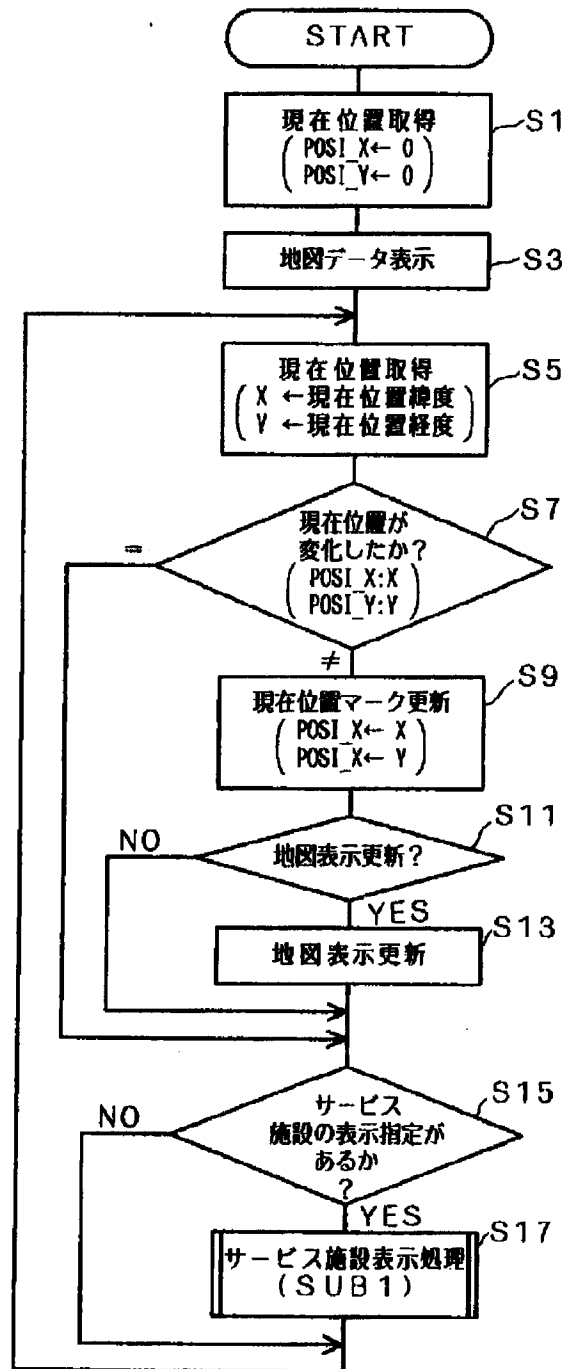 START
現在位置取得
POSI_X← 0
POSI_Y← 0
S1
地図データ表示
S3
現在位置取得
X ←現在位置緯度
Y ←現在位置経度
S5
現在位置が
変化したか？
POSI_X:X
POSI_Y:Y
S7
=
≠
現在位置マーク更新
POSI_X← X
POSI_X← Y
S9
地図表示更新？
S11
NO
YES
地図表示更新
S13
サービス
施設の表示指定が
あるか
？
S15
NO
YES
サービス施設表示処理
(SUB1)
S17